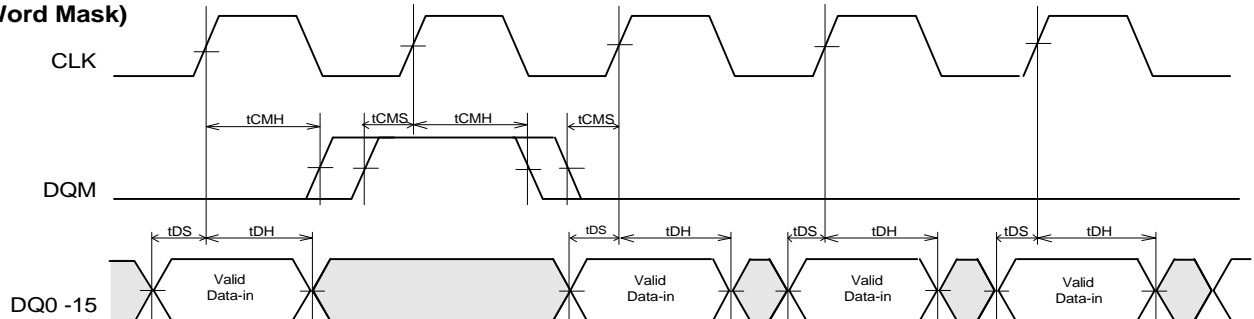 Word Mask)
CLK
tCMH tCMS tCMH tCMS
DQM
tDS tDH tDS tDH tDS tDH tDS tDH
Valid Valid Valid Valid
Data-in Data-in Data-in Data-in
DQ0 -15